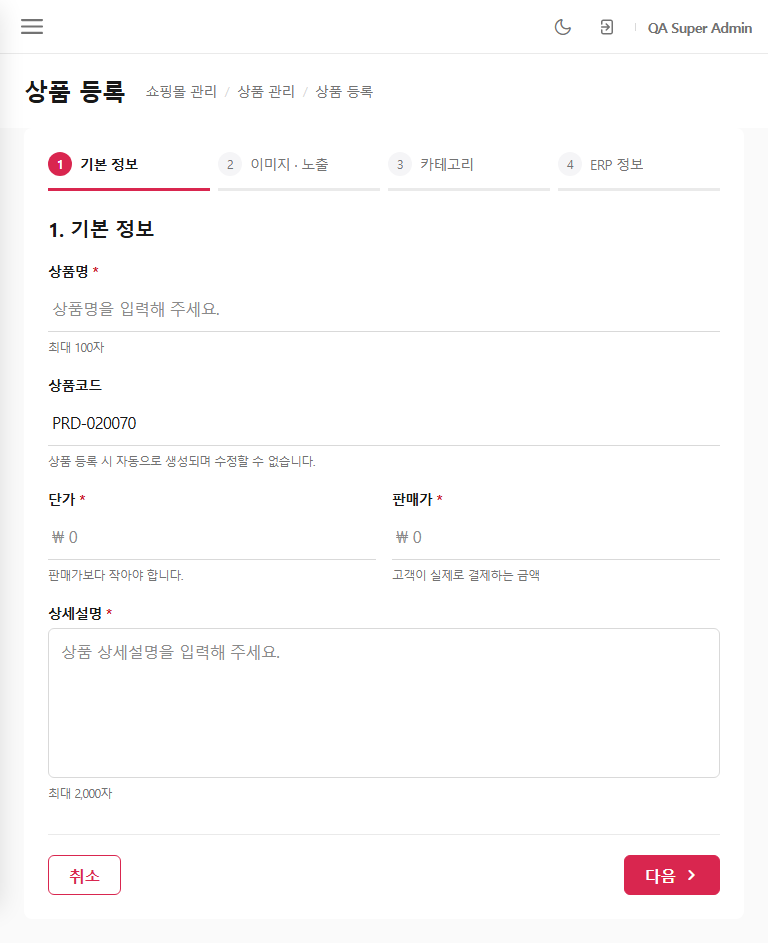 QA Super Admin
상품 등록 쇼핑몰 관리 / 상품 관리 / 상품 등록
1 기본 정보 2 이미지 · 노출 3 카테고리 4 ERP 정보
1. 기본 정보
상품명 *
상품명을 입력해 주세요.
최대 100자
상품코드
PRD-020070
상품 등록 시 자동으로 생성되며 수정할 수 없습니다.
단가 * 판매가 *
₩ 0 ₩ 0
판매가보다 작아야 합니다. 고객이 실제로 결제하는 금액
상세설명 *
상품 상세설명을 입력해 주세요.
최대 2,000자
취소 다음